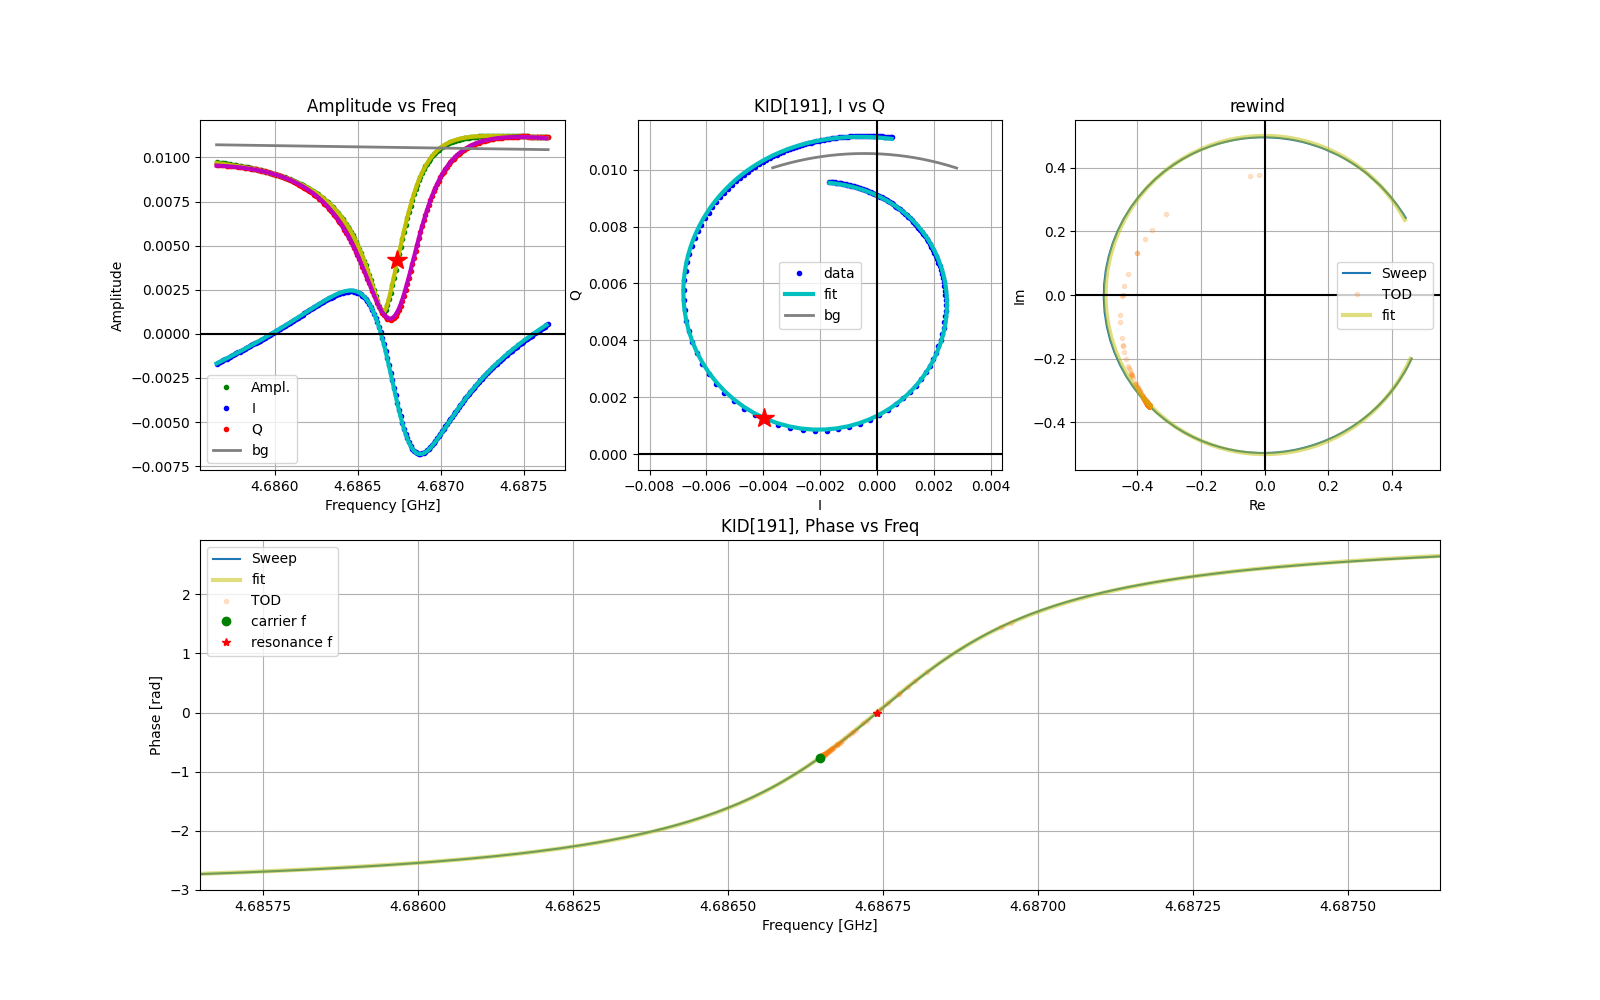 Amplitude vs Freq
Amplitude
0.0100
0.0075
0.0050
0.0025
0.0000
−0.0025
−0.0050
−0.0075
Ampl.
I
Q
bg
4.6860
4.6865
4.6870
4.6875
Frequency [GHz]
KID[191], I vs Q
Q
0.010
0.008
0.006
0.004
0.002
0.000
data
fit
bg
−0.008
−0.006
−0.004
−0.002
0.000
0.002
0.004
I
rewind
Im
0.4
0.2
0.0
−0.2
−0.4
Sweep
TOD
fit
−0.4
−0.2
0.0
0.2
0.4
Re
KID[191], Phase vs Freq
Phase [rad]
2
1
0
−1
−2
−3
Sweep
fit
TOD
carrier f
resonance f
4.68575
4.68600
4.68625
4.68650
4.68675
4.68700
4.68725
4.68750
Frequency [GHz]